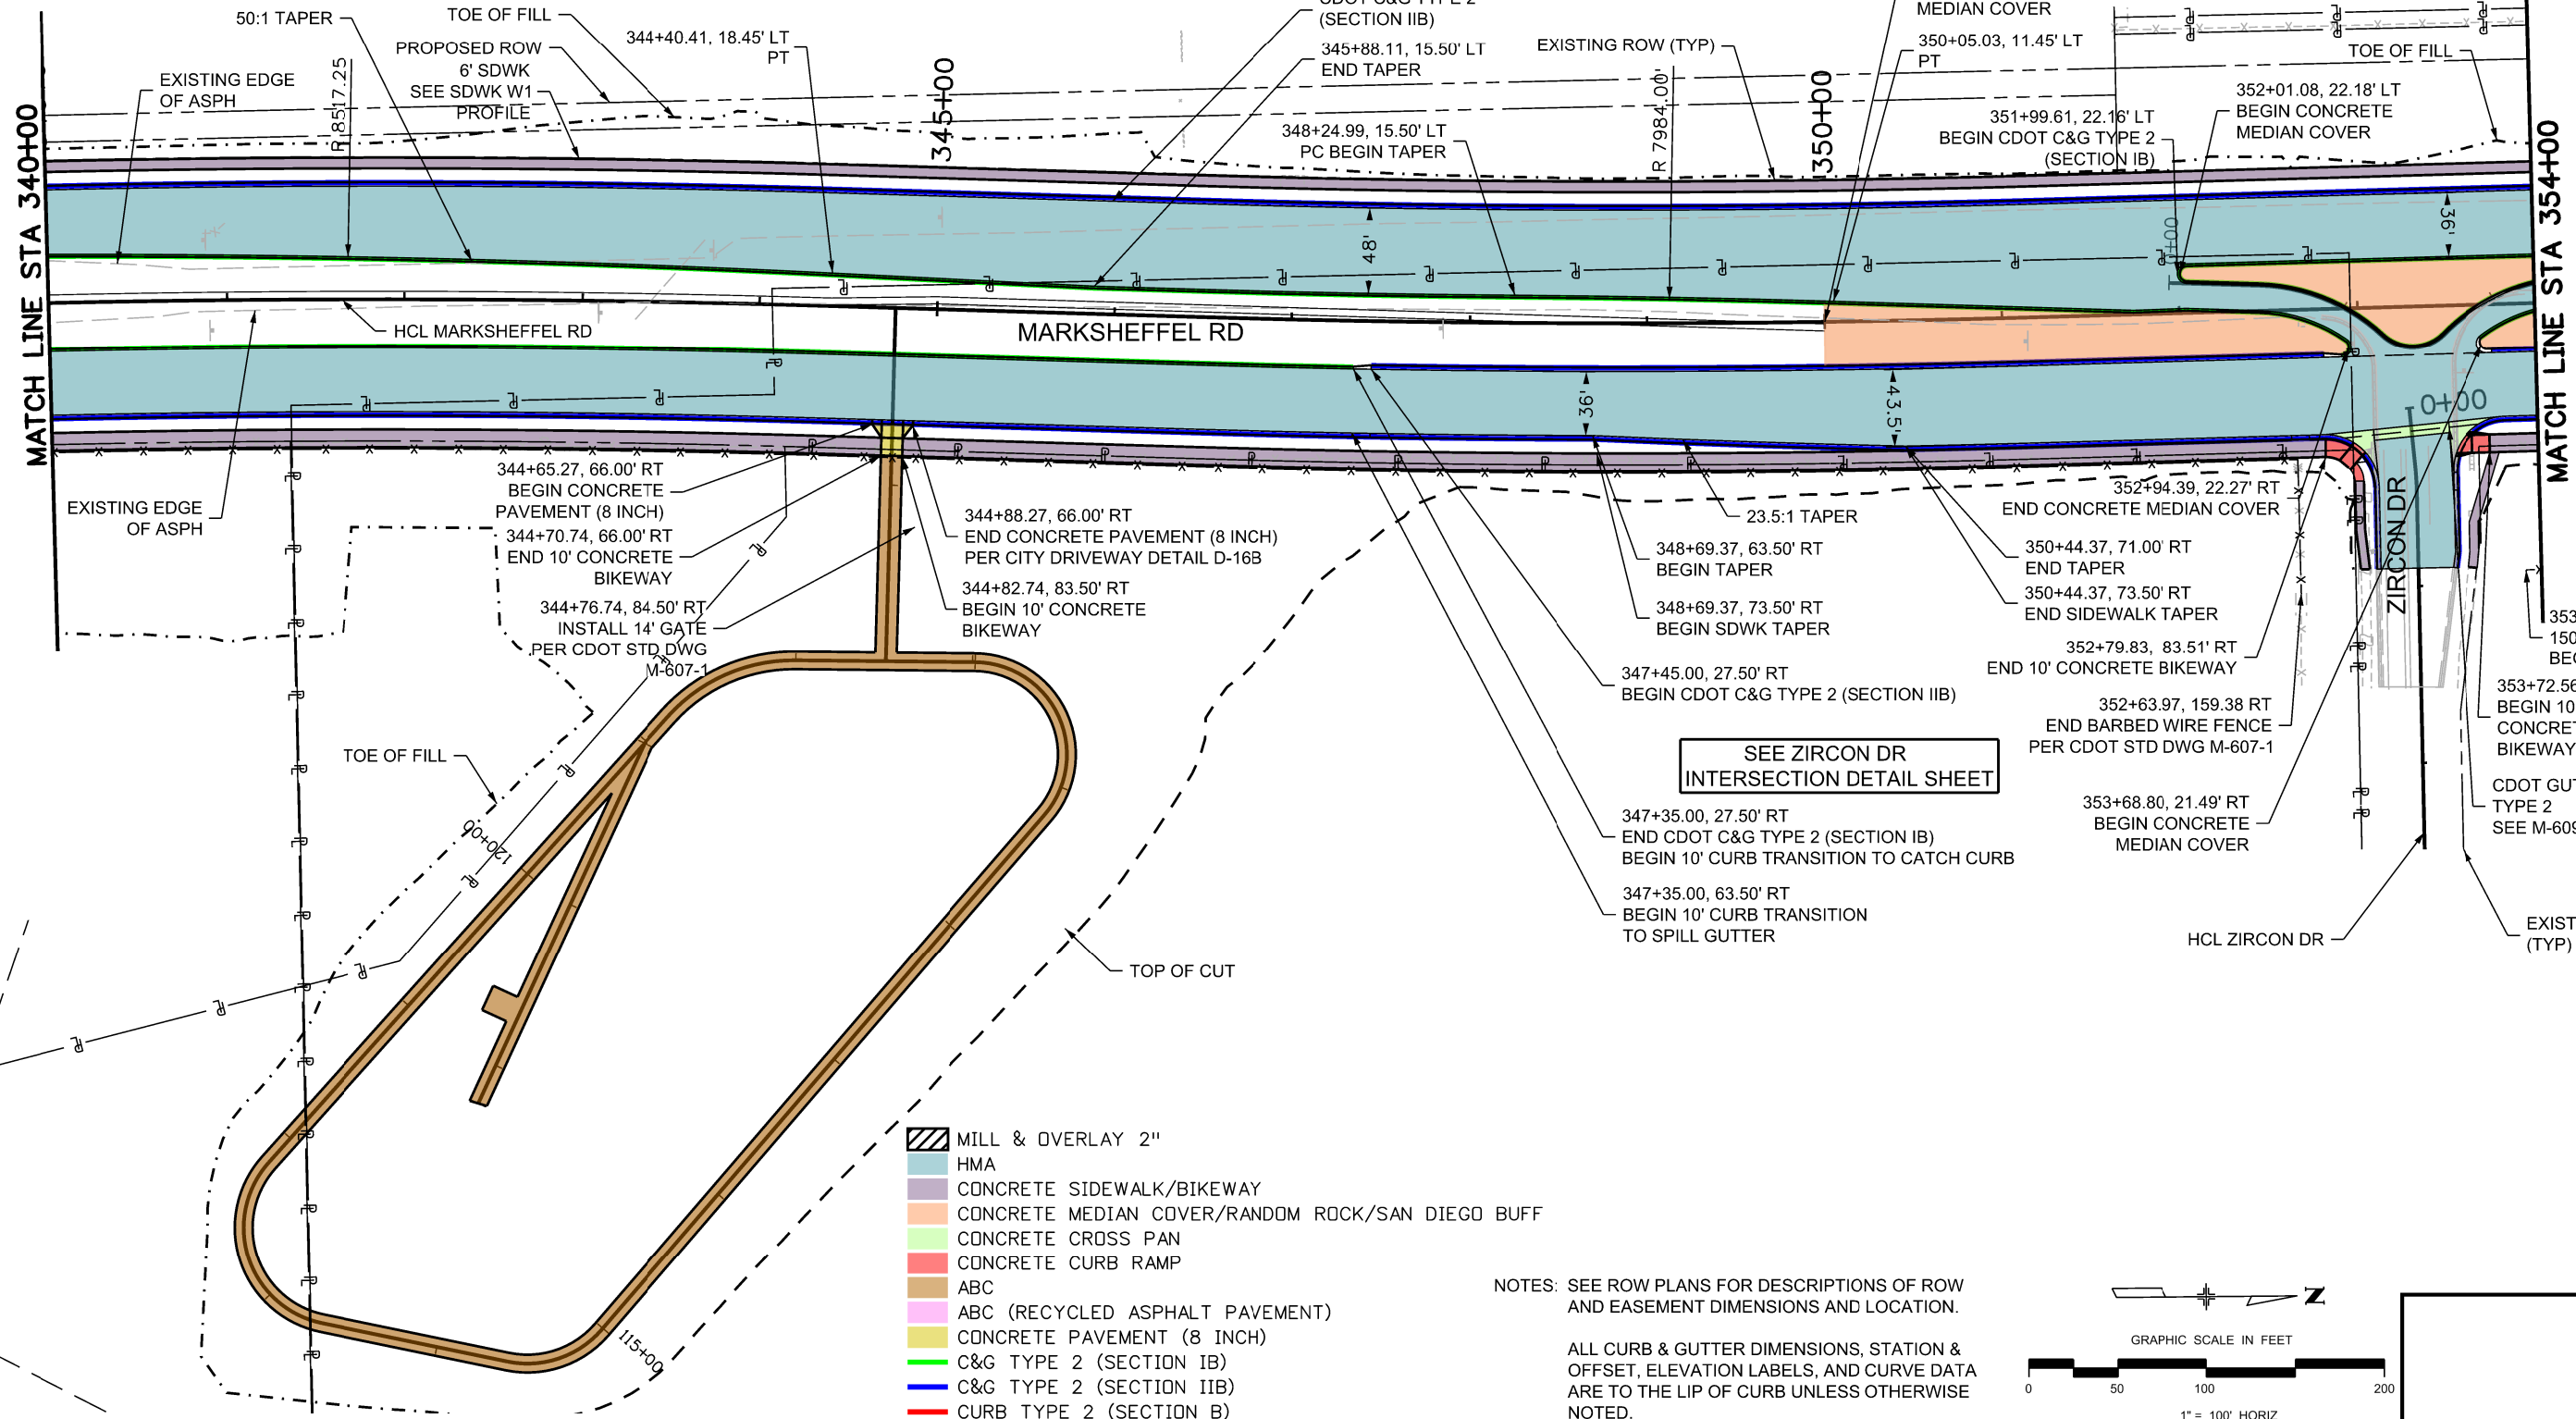 MATCH LINE STA 340+00
50:1 TAPER
TOE OF FILL
PROPOSED ROW
6' SDWK
SEE SDWK W1
PROFILE
EXISTING EDGE
OF ASPH
R 8517.25
344+40.41, 18.45' LT
PT
345+00
CDOT C&G TYPE 2
(SECTION IIB)
345+88.11, 15.50' LT
END TAPER
EXISTING ROW (TYP)
348+24.99, 15.50' LT
PC BEGIN TAPER
R 7984.00'
350+00
MEDIAN COVER
350+05.03, 11.45' LT
PT
351+99.61, 22.16' LT
BEGIN CDOT C&G TYPE 2
(SECTION IB)
TOE OF FILL
352+01.08, 22.18' LT
BEGIN CONCRETE
MEDIAN COVER
MATCH LINE STA 354+00
48'
36'
HCL MARKSHEFFEL RD
MARKSHEFFEL RD
36'
43.5'
0+00
EXISTING EDGE
OF ASPH
344+65.27, 66.00' RT
BEGIN CONCRETE
PAVEMENT (8 INCH)
344+70.74, 66.00' RT
END 10' CONCRETE
BIKEWAY
344+76.74, 84.50' RT
INSTALL 14' GATE
PER CDOT STD DWG
M-607-1
344+88.27, 66.00' RT
END CONCRETE PAVEMENT (8 INCH)
PER CITY DRIVEWAY DETAIL D-16B
344+82.74, 83.50' RT
BEGIN 10' CONCRETE
BIKEWAY
23.5:1 TAPER
348+69.37, 63.50' RT
BEGIN TAPER
348+69.37, 73.50' RT
BEGIN SDWK TAPER
347+45.00, 27.50' RT
BEGIN CDOT C&G TYPE 2 (SECTION IIB)
SEE ZIRCON DR
INTERSECTION DETAIL SHEET
347+35.00, 27.50' RT
END CDOT C&G TYPE 2 (SECTION IB)
BEGIN 10' CURB TRANSITION TO CATCH CURB
347+35.00, 63.50' RT
BEGIN 10' CURB TRANSITION
TO SPILL GUTTER
352+94.39, 22.27' RT
END CONCRETE MEDIAN COVER
350+44.37, 71.00' RT
END TAPER
350+44.37, 73.50' RT
END SIDEWALK TAPER
352+79.83, 83.51' RT
END 10' CONCRETE BIKEWAY
352+63.97, 159.38 RT
END BARBED WIRE FENCE
PER CDOT STD DWG M-607-1
353+68.80, 21.49' RT
BEGIN CONCRETE
MEDIAN COVER
ZIRCON DR
HCL ZIRCON DR
353
150
BEG
353+72.56
BEGIN 10
CONCRET
BIKEWAY
CDOT GUT
TYPE 2
SEE M-609
EXIST
(TYP)
TOE OF FILL
120+00
TOP OF CUT
115+00
MILL & OVERLAY 2"
HMA
CONCRETE SIDEWALK/BIKEWAY
CONCRETE MEDIAN COVER/RANDOM ROCK/SAN DIEGO BUFF
CONCRETE CROSS PAN
CONCRETE CURB RAMP
ABC
ABC (RECYCLED ASPHALT PAVEMENT)
CONCRETE PAVEMENT (8 INCH)
C&G TYPE 2 (SECTION IB)
C&G TYPE 2 (SECTION IIB)
CURB TYPE 2 (SECTION B)
NOTES: SEE ROW PLANS FOR DESCRIPTIONS OF ROW
AND EASEMENT DIMENSIONS AND LOCATION.
ALL CURB & GUTTER DIMENSIONS, STATION &
OFFSET, ELEVATION LABELS, AND CURVE DATA
ARE TO THE LIP OF CURB UNLESS OTHERWISE
NOTED.
N
GRAPHIC SCALE IN FEET
0 50 100 200
1" = 100' HORIZ